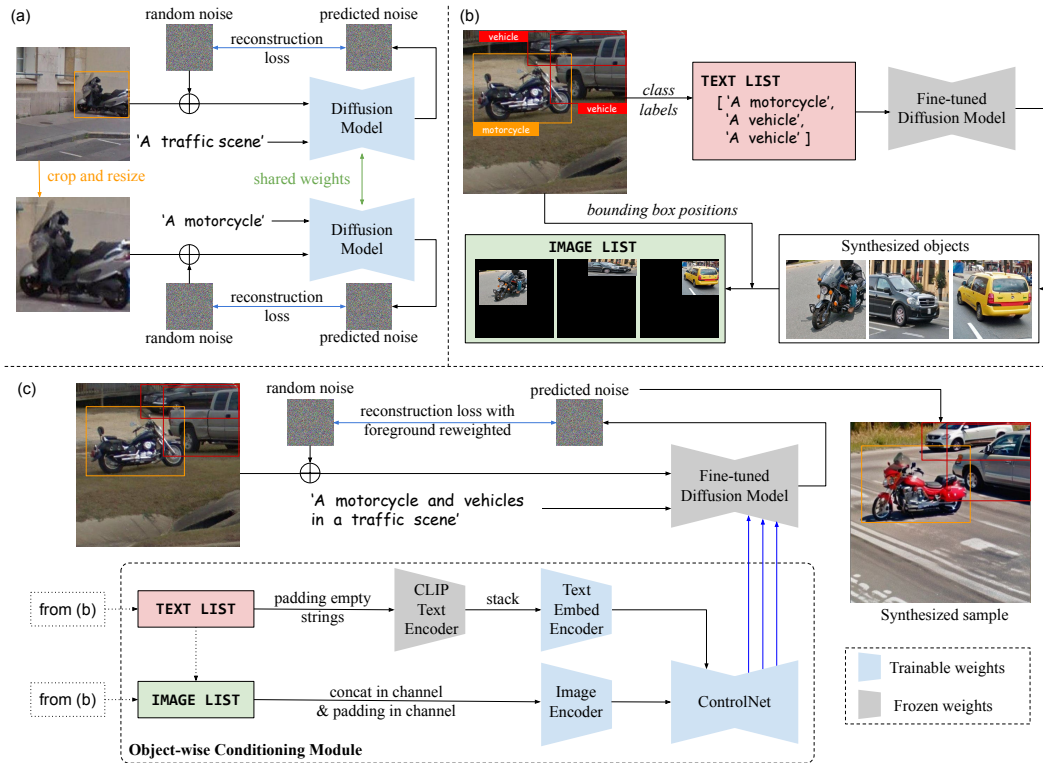 (a)
random noise
predicted noise
reconstruction
loss
Diffusion
Model
'A traffic scene'
crop and resize
shared weights
'A motorcycle'
Diffusion
Model
reconstruction
loss
random noise
predicted noise
(b)
vehicle
vehicle
motorcycle
class
labels
TEXT LIST
[ 'A motorcycle',
'A vehicle',
'A vehicle' ]
Fine-tuned
Diffusion Model
bounding box positions
IMAGE LIST
Synthesized objects
(c)
random noise
predicted noise
reconstruction loss with
foreground reweighted
'A motorcycle and vehicles
in a traffic scene'
Fine-tuned
Diffusion Model
Synthesized sample
from (b)
TEXT LIST
padding empty
strings
CLIP
Text
Encoder
stack
Text
Embed
Encoder
from (b)
IMAGE LIST
concat in channel
& padding in channel
Image
Encoder
ControlNet
Object-wise Conditioning Module
Trainable weights
Frozen weights